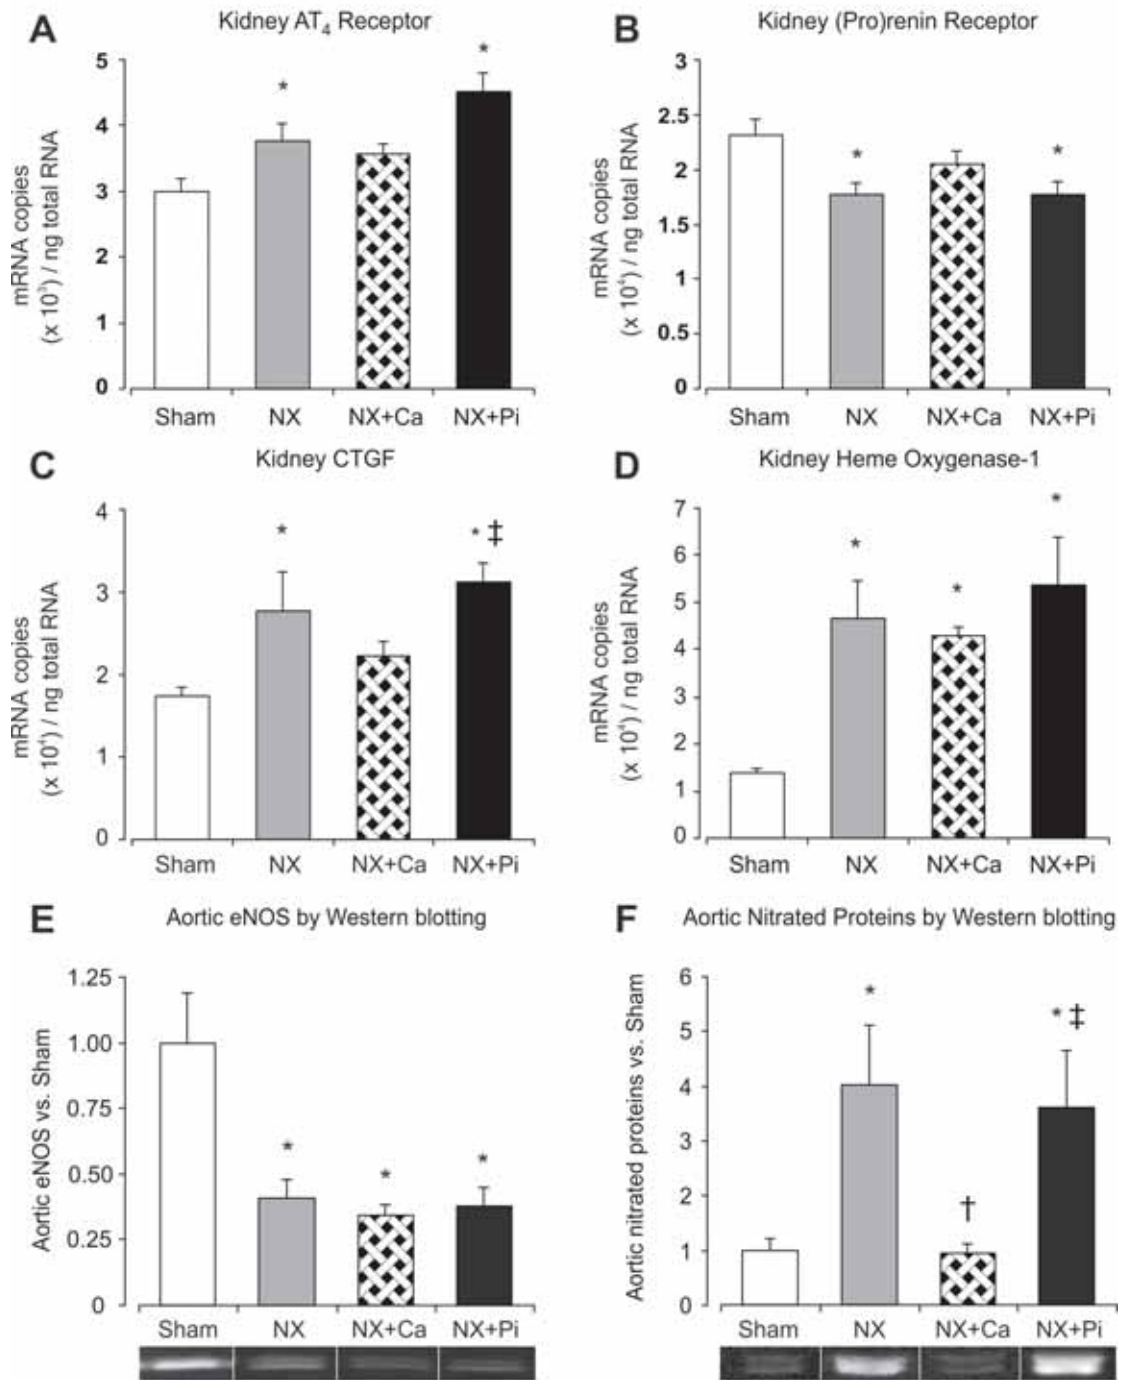 A
Kidney AT₄ Receptor
mRNA copies
(x 10³) / ng total RNA
5
4
3
2
1
0
*
*
Sham NX NX+Ca NX+Pi
B
Kidney (Pro)renin Receptor
mRNA copies
(x 10⁴) / ng total RNA
3
2.5
2
1.5
1
0.5
0
*
*
Sham NX NX+Ca NX+Pi
C
Kidney CTGF
mRNA copies
(x 10⁴) / ng total RNA
4
3
2
1
0
*
* ‡
Sham NX NX+Ca NX+Pi
D
Kidney Heme Oxygenase-1
mRNA copies
(x 10⁴) / ng total RNA
7
6
5
4
3
2
1
0
*
*
*
Sham NX NX+Ca NX+Pi
E
Aortic eNOS by Western blotting
Aortic eNOS vs. Sham
1.25
1.00
0.75
0.50
0.25
0
*
*
*
Sham NX NX+Ca NX+Pi
F
Aortic Nitrated Proteins by Western blotting
Aortic nitrated proteins vs. Sham
6
5
4
3
2
1
0
*
†
* ‡
Sham NX NX+Ca NX+Pi